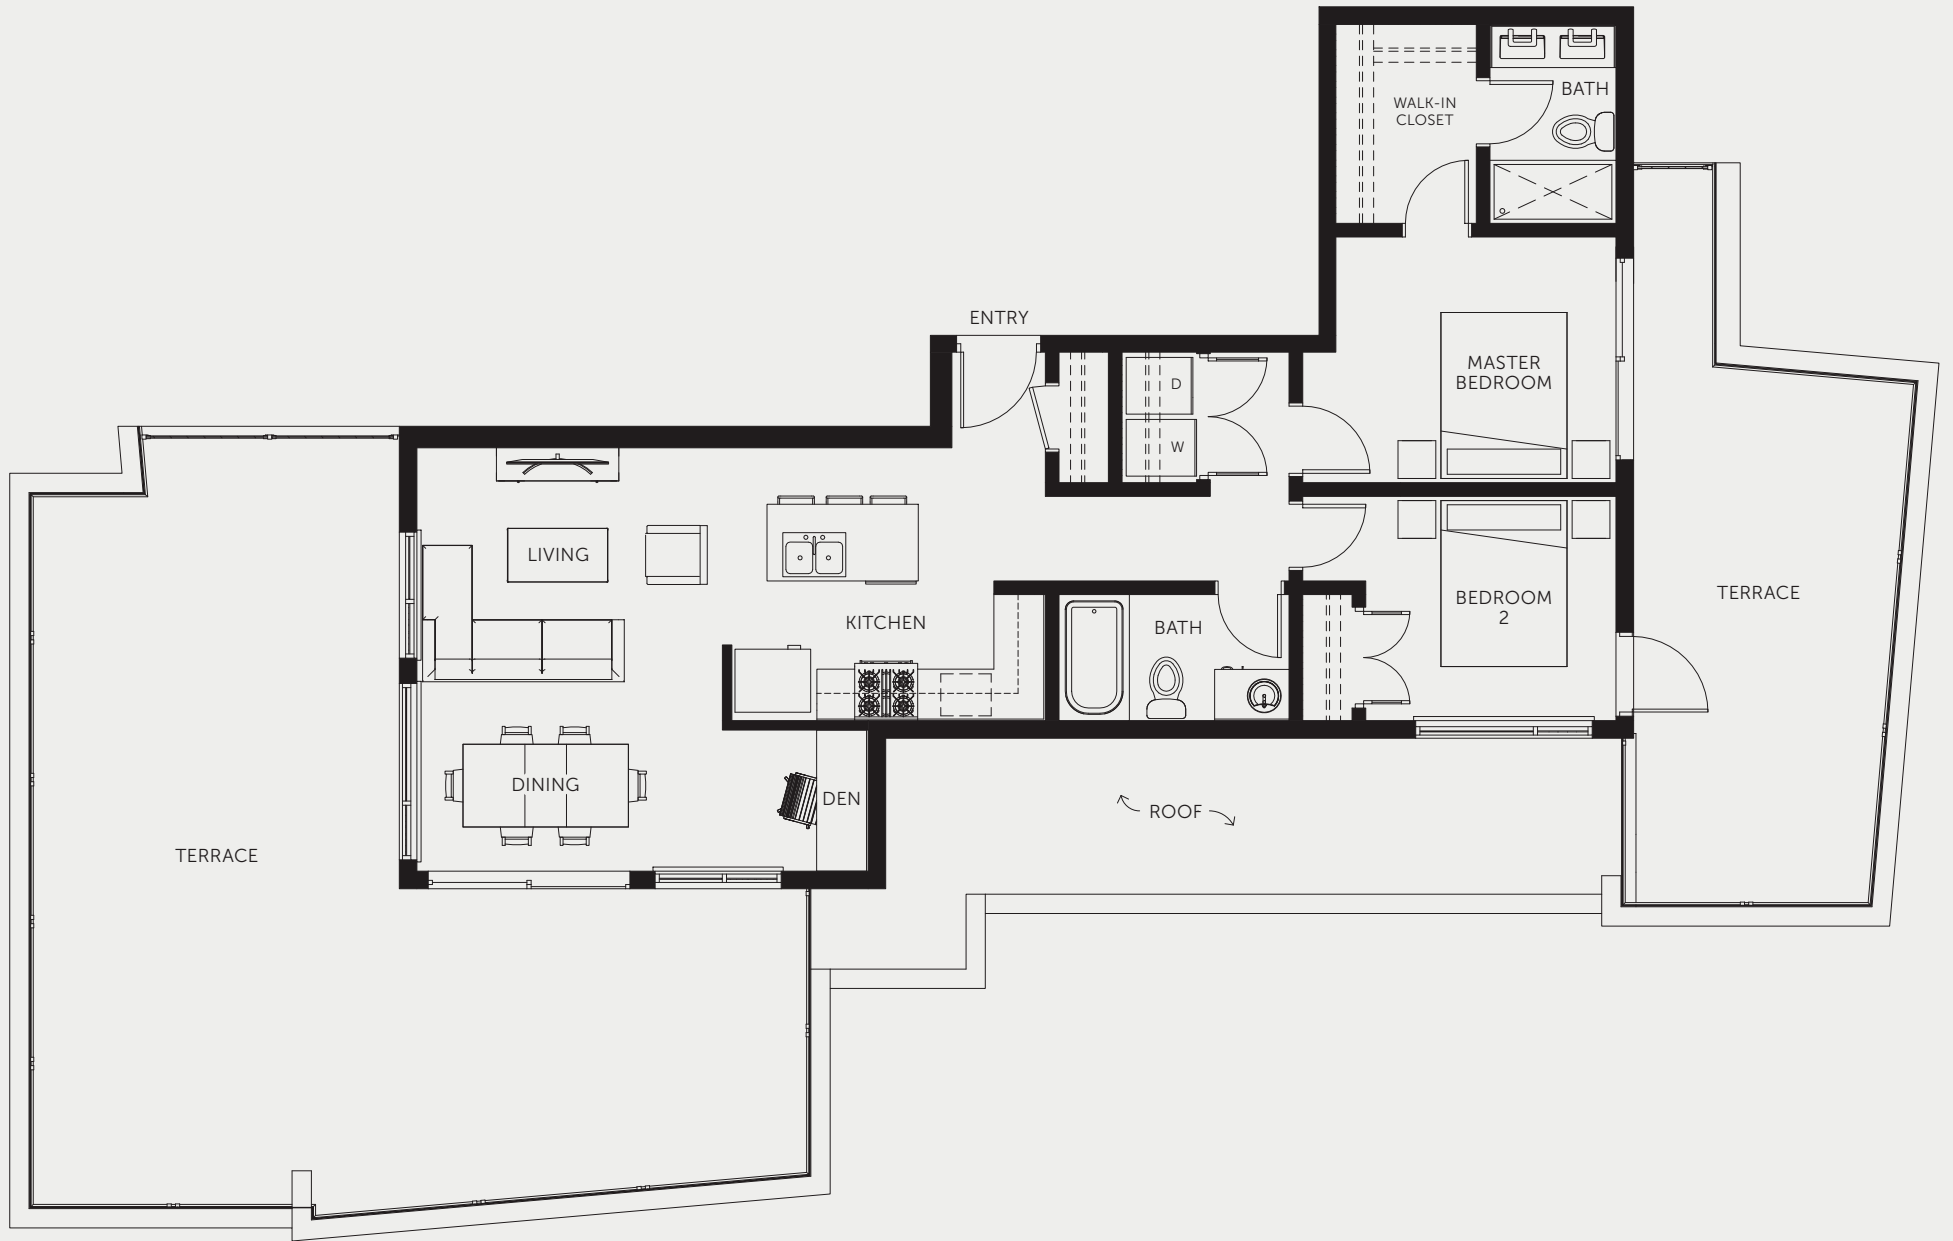 BATH
WALK-IN
CLOSET
ENTRY
MASTER
BEDROOM
D
W
LIVING
TERRACE
BEDROOM
2
KITCHEN
BATH
DINING
DEN
ROOF
TERRACE